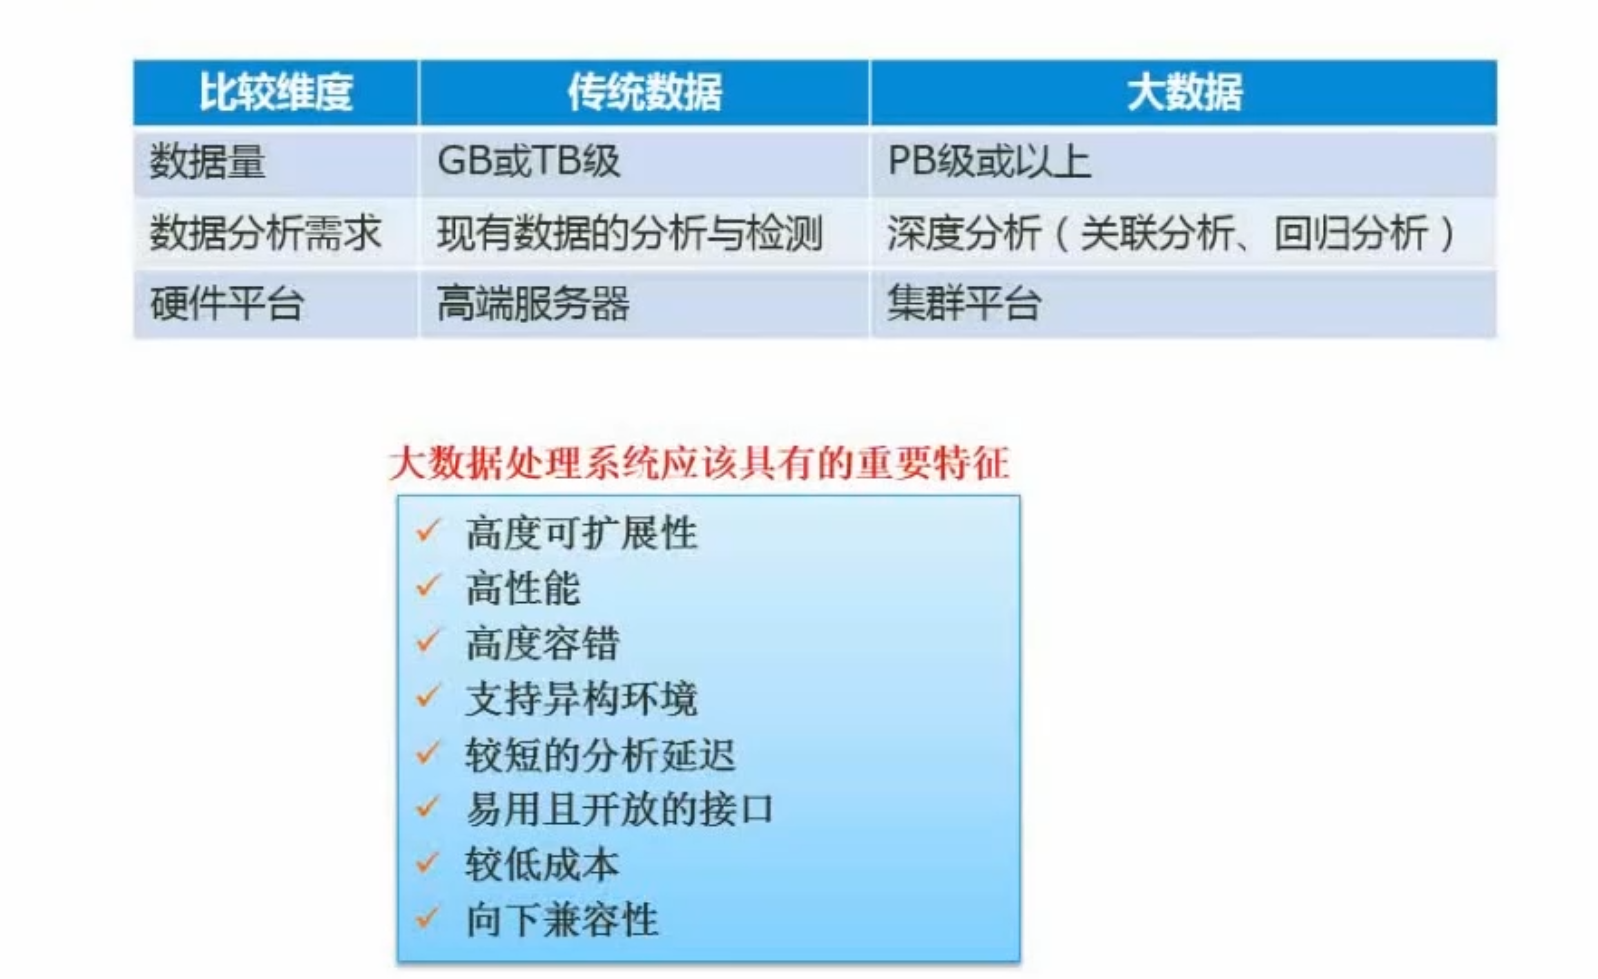 比较维度 传统数据 大数据
数据量 GB或TB级 PB级或以上
数据分析需求 现有数据的分析与检测 深度分析（关联分析、回归分析）
硬件平台 高端服务器 集群平台
大数据处理系统应该具有的重要特征
✓ 高度可扩展性
✓ 高性能
✓ 高度容错
✓ 支持异构环境
✓ 较短的分析延迟
✓ 易用且开放的接口
✓ 较低成本
✓ 向下兼容性